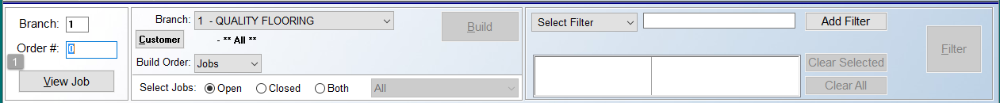 Branch: 1
Order #: 0
1
View Job
Branch: 1 - QUALITY FLOORING
Customer - ** All **
Build Order: Jobs
Build
Select Jobs: Open Closed Both All
Select Filter Add Filter
Clear Selected
Clear All
Filter